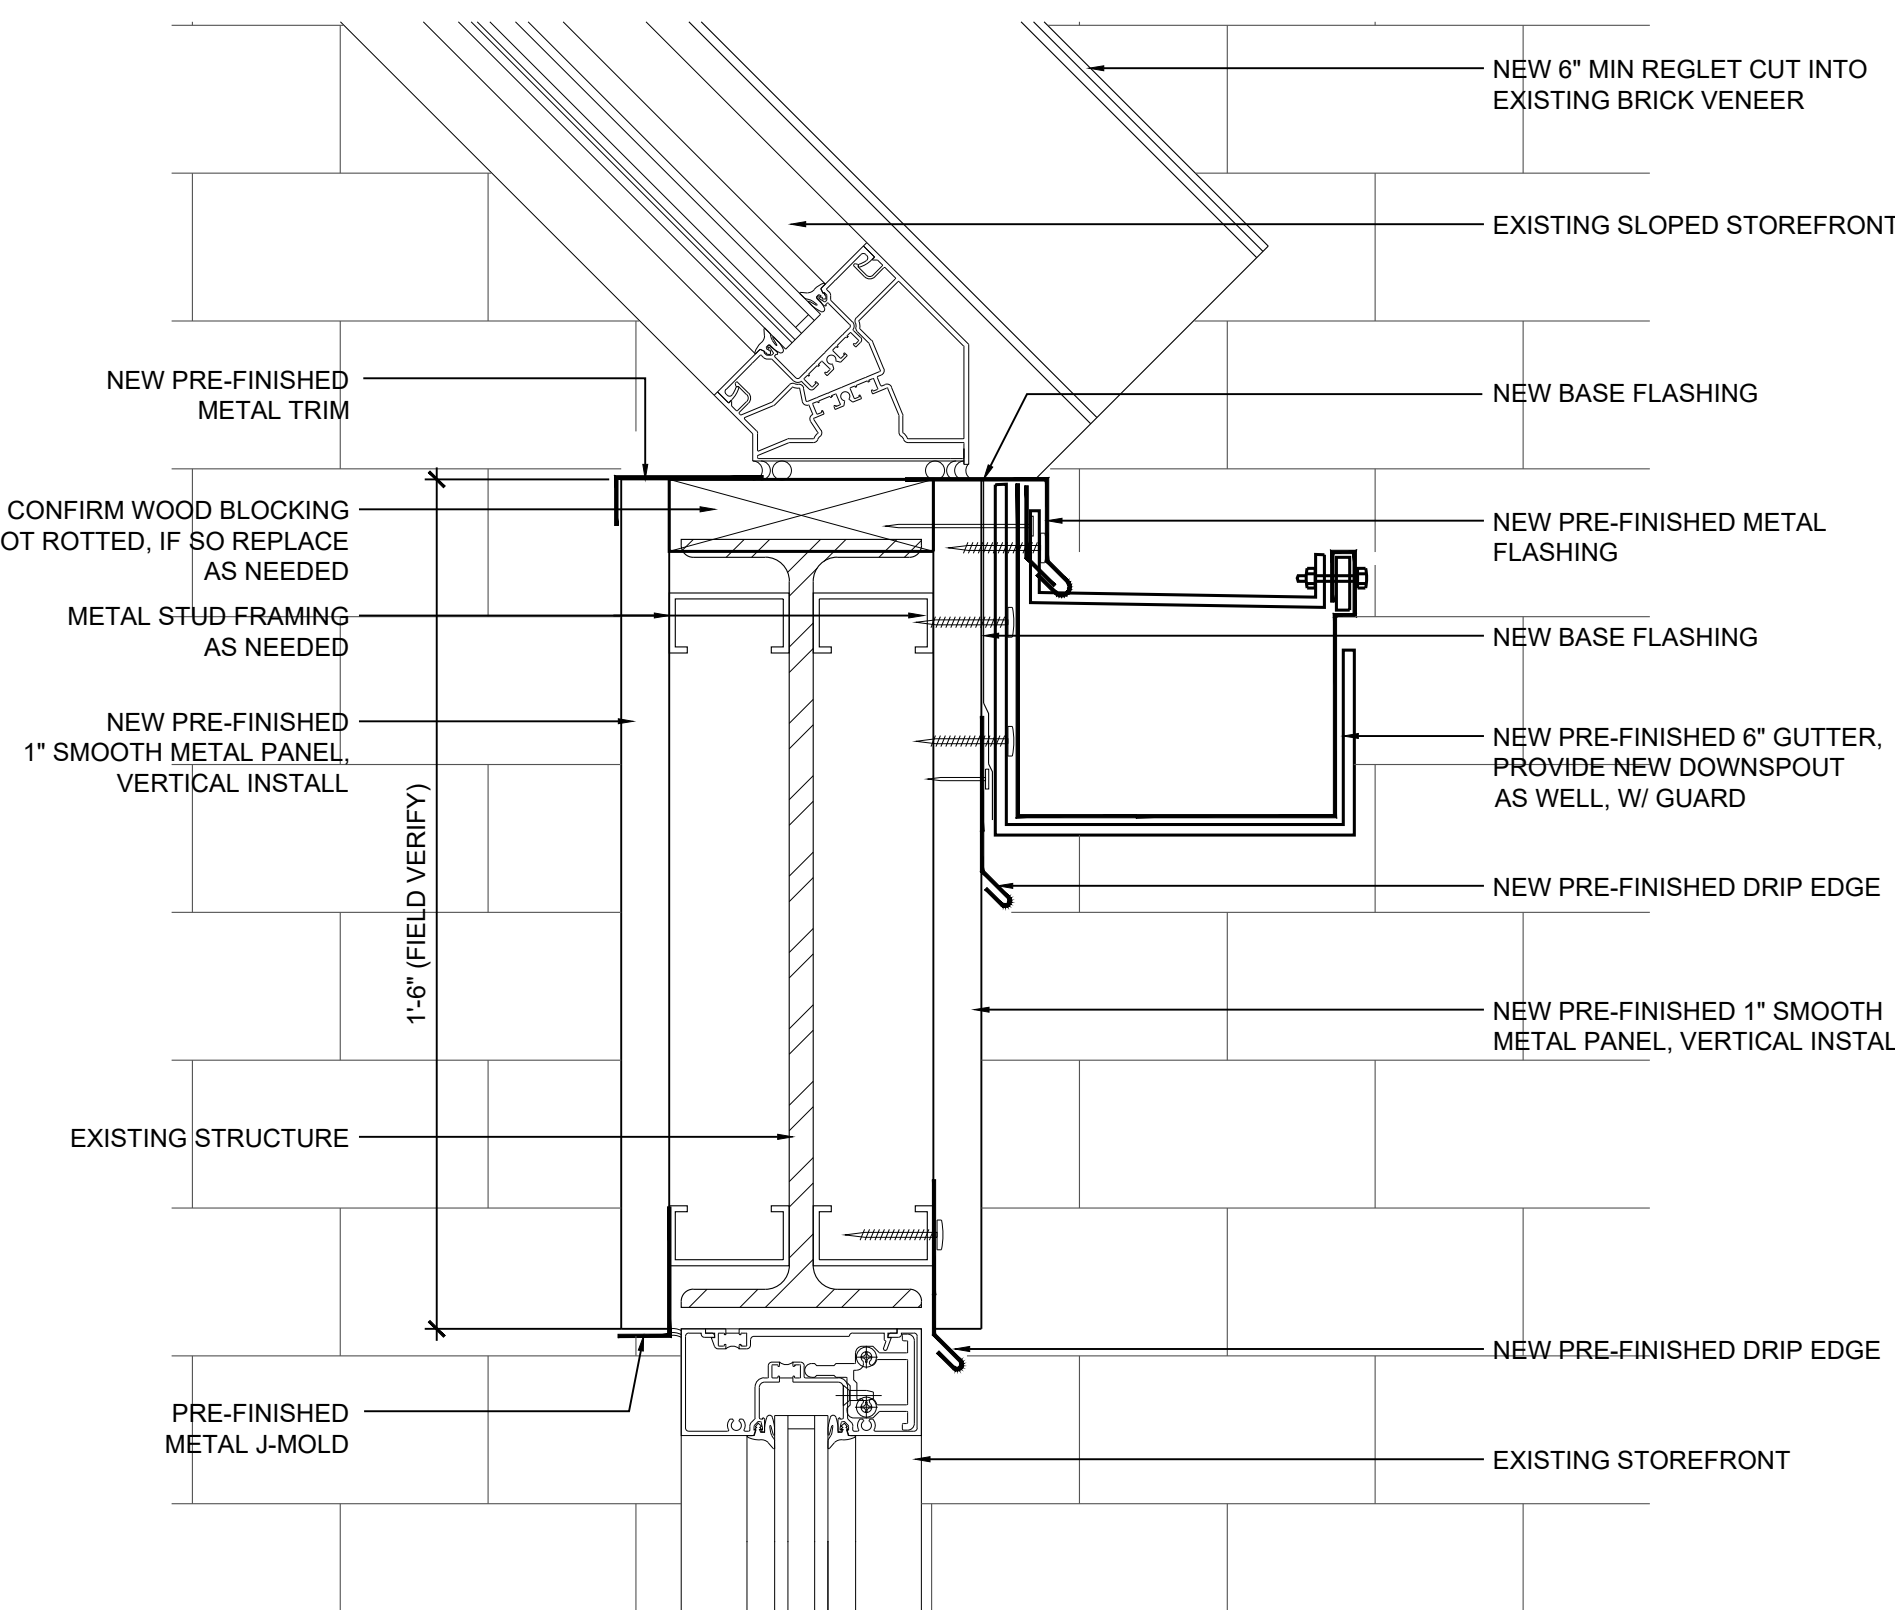 NEW 6" MIN REGLET CUT INTO
EXISTING BRICK VENEER
EXISTING SLOPED STOREFRONT
NEW PRE-FINISHED
METAL TRIM
NEW BASE FLASHING
CONFIRM WOOD BLOCKING
OT ROTTED, IF SO REPLACE
AS NEEDED
NEW PRE-FINISHED METAL
FLASHING
METAL STUD FRAMING
AS NEEDED
NEW BASE FLASHING
NEW PRE-FINISHED
1" SMOOTH METAL PANEL,
VERTICAL INSTALL
NEW PRE-FINISHED 6" GUTTER,
PROVIDE NEW DOWNSPOUT
AS WELL, W/ GUARD
1'-6" (FIELD VERIFY)
NEW PRE-FINISHED DRIP EDGE
NEW PRE-FINISHED 1" SMOOTH
METAL PANEL, VERTICAL INSTAL
EXISTING STRUCTURE
NEW PRE-FINISHED DRIP EDGE
PRE-FINISHED
METAL J-MOLD
EXISTING STOREFRONT